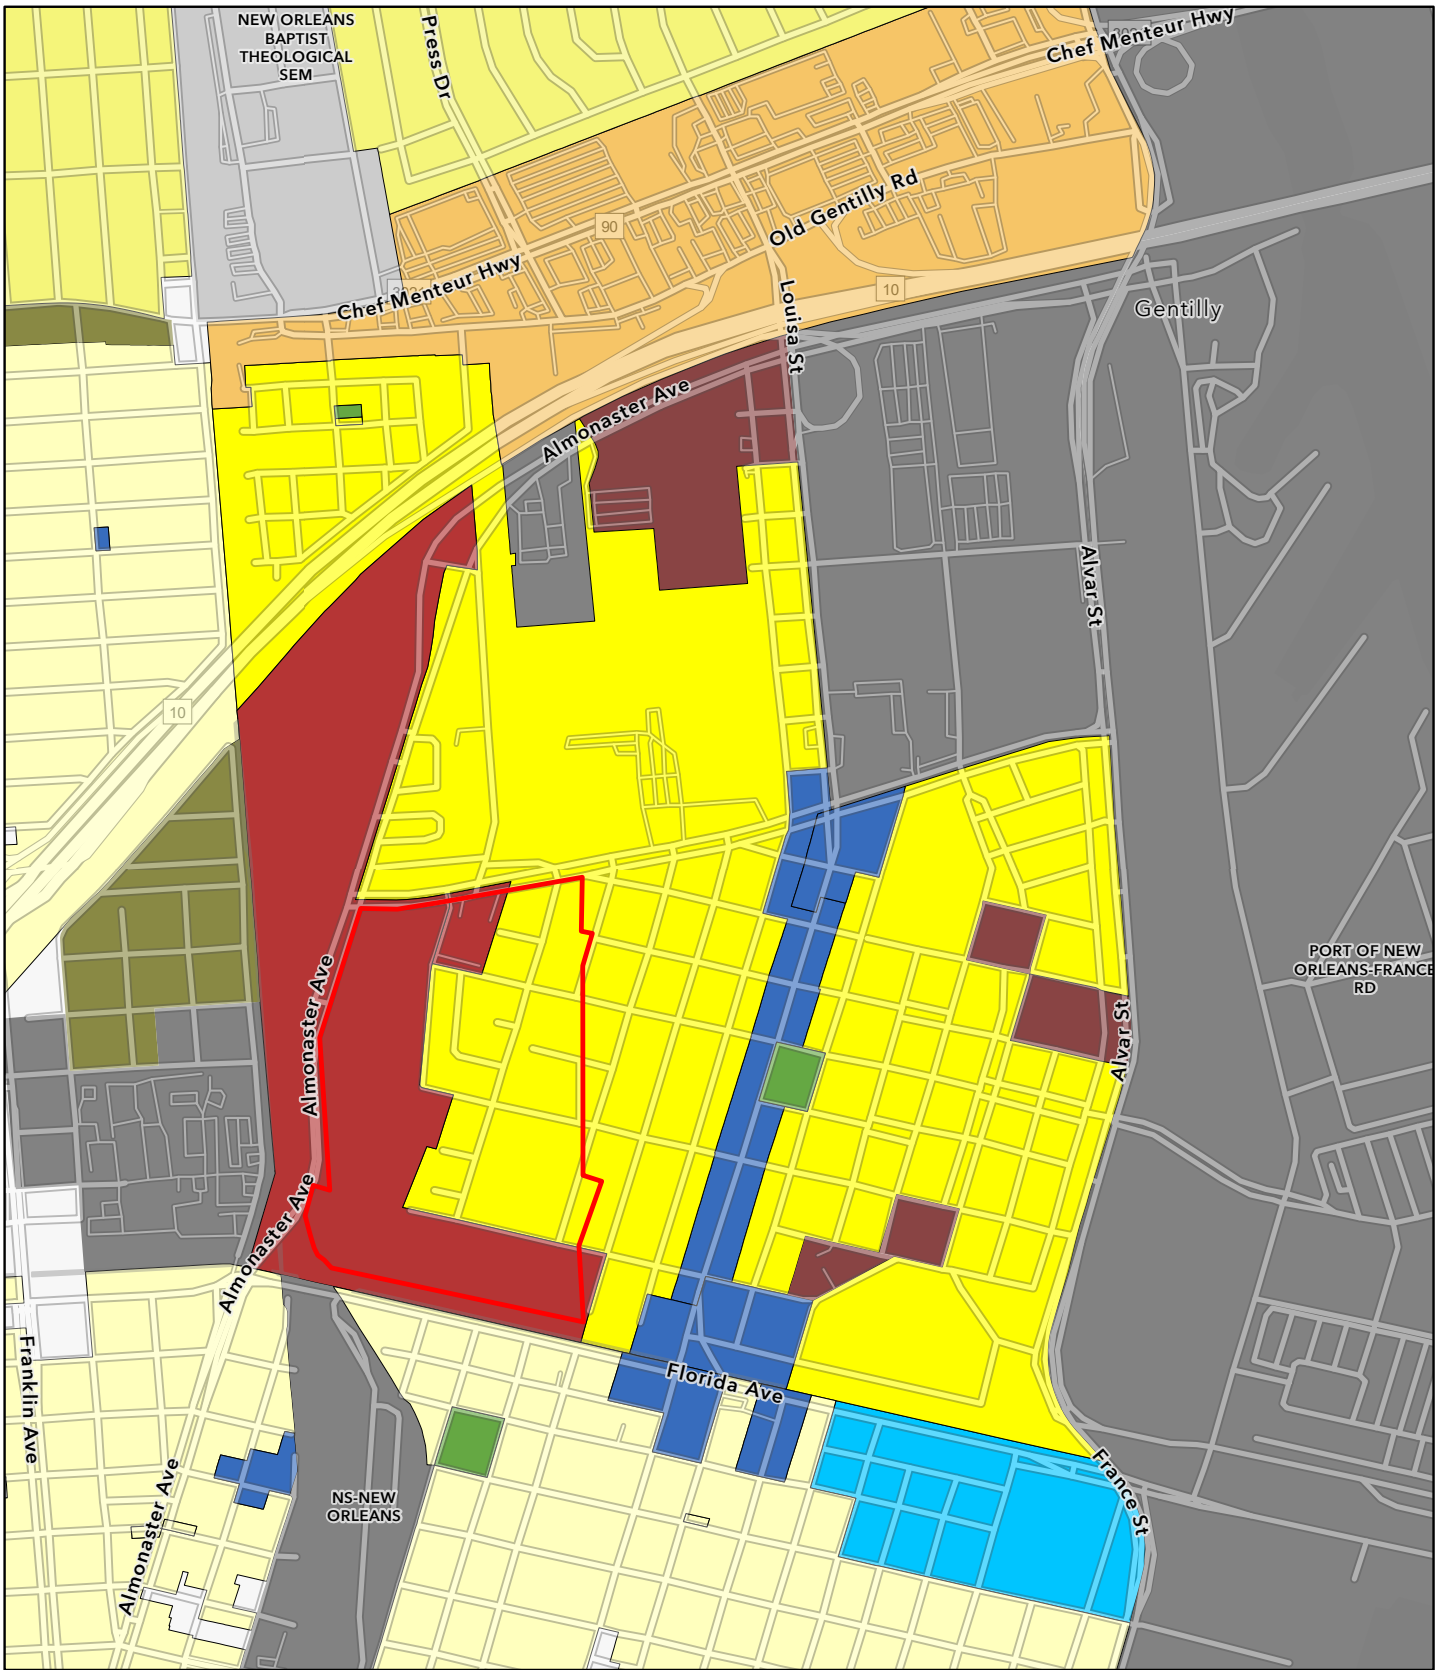 NEW ORLEANS
BAPTIST
THEOLOGICAL
SEM
Press Dr
Chef Menteur Hwy
90
Old Gentilly Rd
Chef Menteur Hwy
10
Louisa St
Gentilly
Almonaster Ave
Alvar St
10
PORT OF NEW
ORLEANS-FRANCE
RD
Almonaster Ave
Alvar St
Almonaster Ave
Franklin Ave
Florida Ave
Almonaster Ave
NS-NEW
ORLEANS
France St